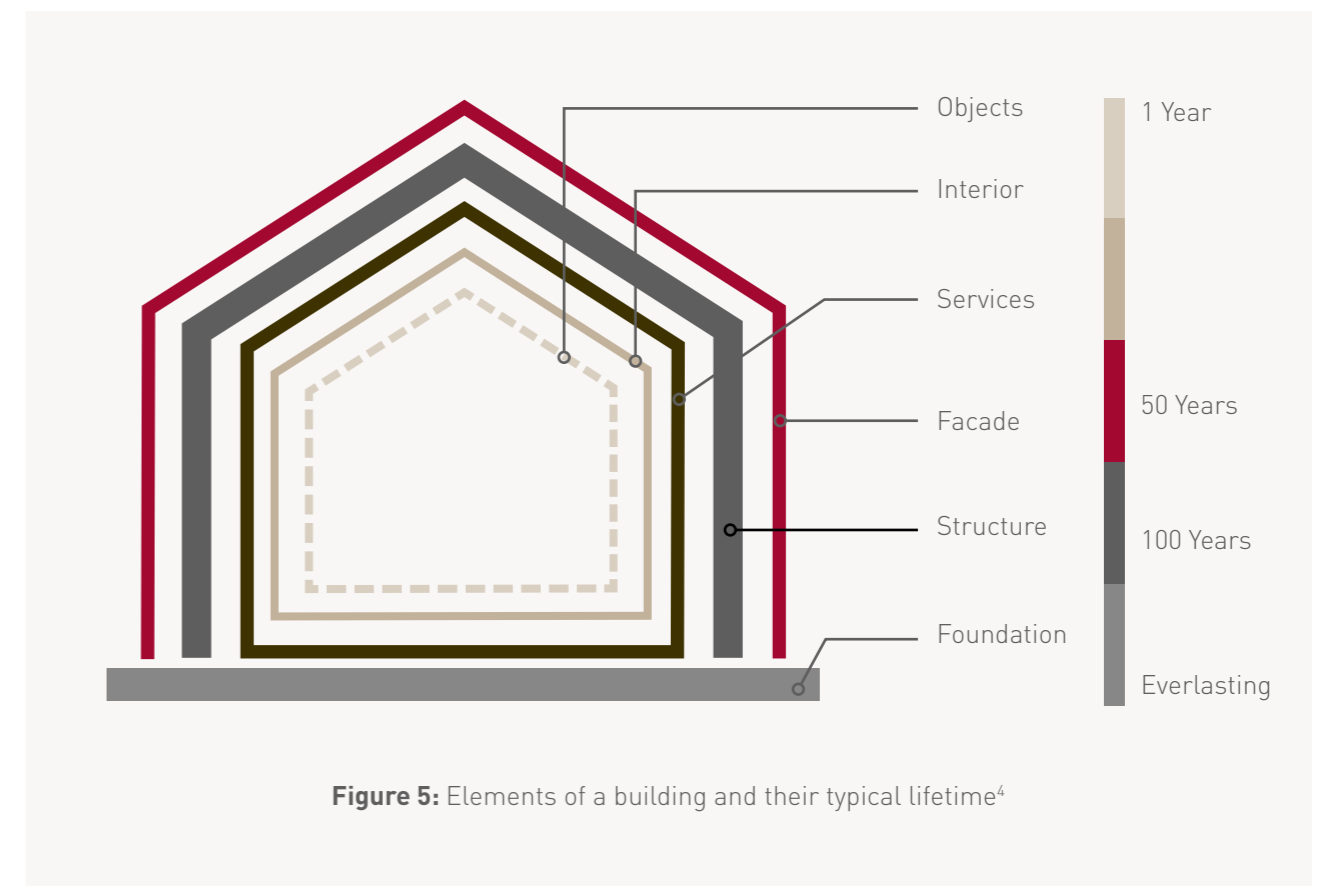 Objects
Interior
Services
Facade
Structure
Foundation
1 Year
50 Years
100 Years
Everlasting
Figure 5: Elements of a building and their typical lifetime⁴